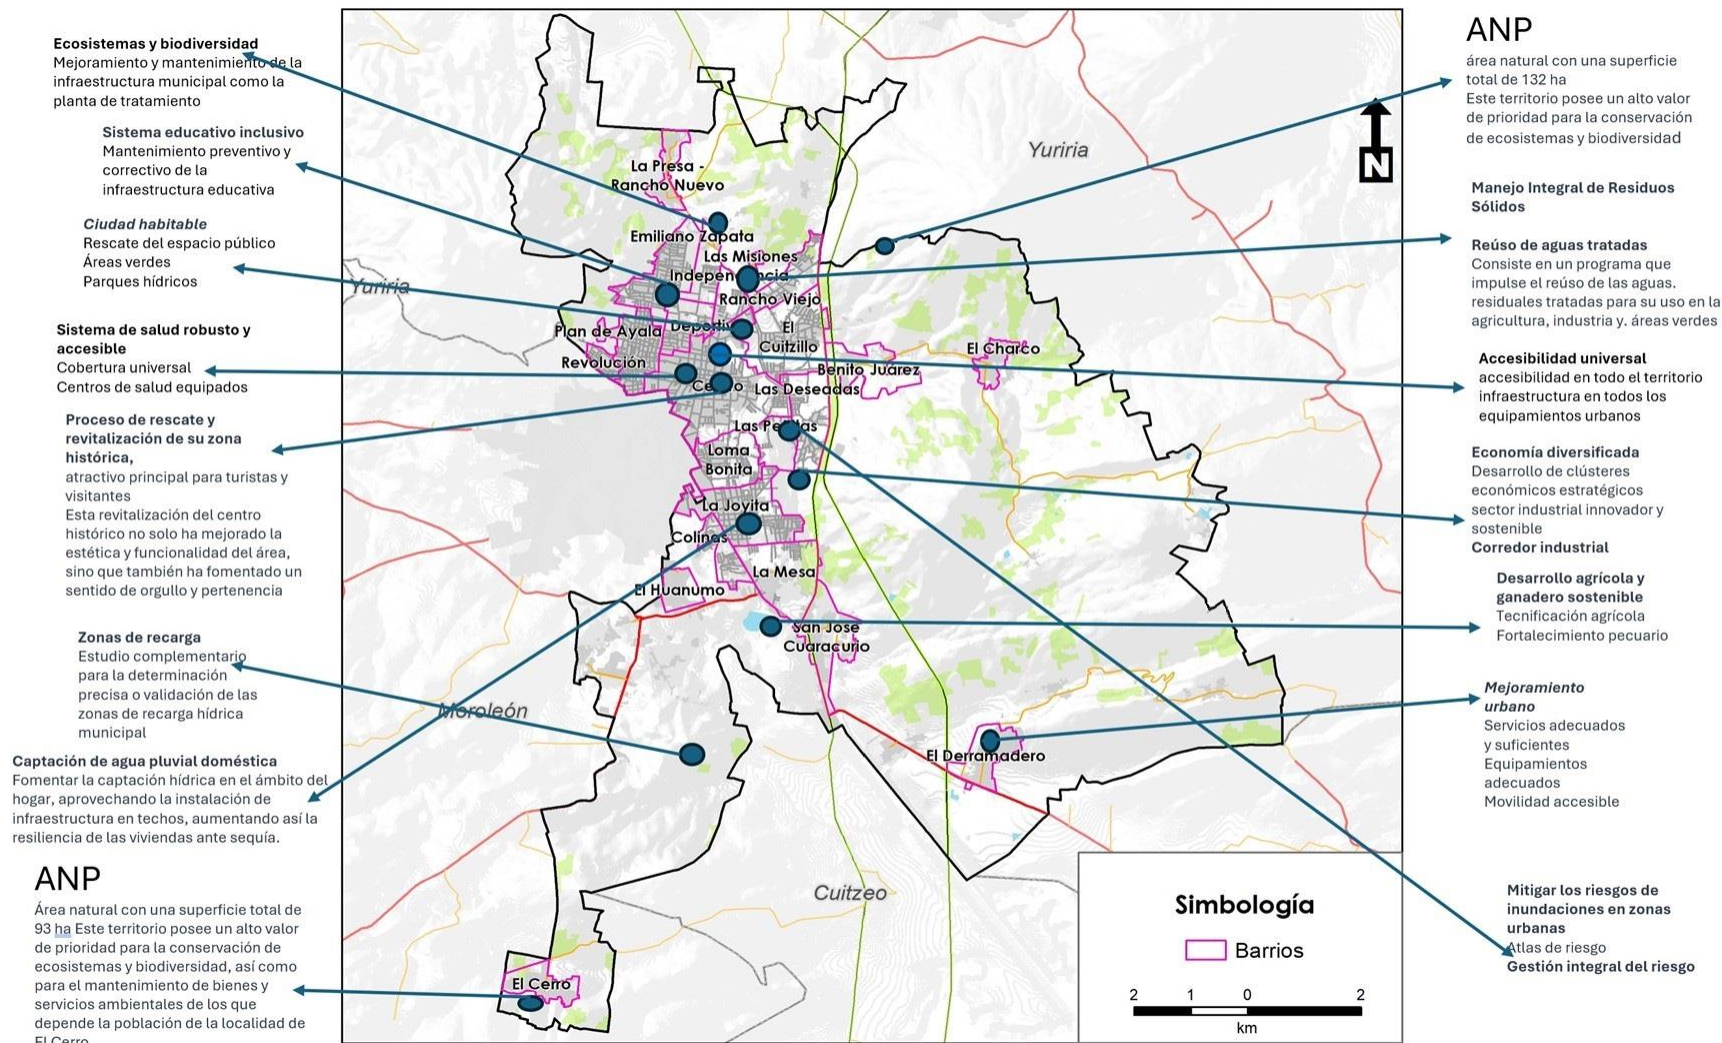 Ecosistemas y biodiversidad
Mejoramiento y mantenimiento de la
infraestructura municipal como la
planta de tratamiento
Sistema educativo inclusivo
Mantenimiento preventivo y
correctivo de la
infraestructura educativa
Ciudad habitable
Rescate del espacio público
Áreas verdes
Parques hídricos
Sistema de salud robusto y
accesible
Cobertura universal
Centros de salud equipados
Proceso de rescate y
revitalización de su zona
histórica,
atractivo principal para turistas y
visitantes
Esta revitalización del centro
histórico no solo ha mejorado la
estética y funcionalidad del área,
sino que también ha fomentado un
sentido de orgullo y pertenencia
Zonas de recarga
Estudio complementario
para la determinación
precisa o validación de las
zonas de recarga hídrica
municipal
Captación de agua pluvial doméstica
Fomentar la captación hídrica en el ámbito del
hogar, aprovechando la instalación de
infraestructura en techos, aumentando así la
resiliencia de las viviendas ante sequía.
ANP
Área natural con una superficie total de
93 ha Este territorio posee un alto valor
de prioridad para la conservación de
ecosistemas y biodiversidad, así como
para el mantenimiento de bienes y
servicios ambientales de los que
depende la población de la localidad de
El Cerro
Yuriria
Yuriria
La Presa -
Rancho Nuevo
Emiliano Zapata
Las Misiones
Independencia
Rancho Viejo
Plan de Ayala
El
Cuitzillo
Revolución
El Charco
Benito Juárez
Centro
Las Deseadas
Loma
Bonita
La Joyita
Colinas
La Mesa
El Huanumo
San José
Cuaracurio
Moroleón
El Derramadero
Cuitzeo
El Cerro
N
Simbología
Barrios
2 1 0 2
km
ANP
área natural con una superficie
total de 132 ha
Este territorio posee un alto valor
de prioridad para la conservación
de ecosistemas y biodiversidad
Manejo Integral de Residuos
Sólidos
Reúso de aguas tratadas
Consiste en un programa que
impulse el reúso de las aguas.
residuales tratadas para su uso en la
agricultura, industria y. áreas verdes
Accesibilidad universal
accesibilidad en todo el territorio
infraestructura en todos los
equipamientos urbanos
Economía diversificada
Desarrollo de clústeres
económicos estratégicos
sector industrial innovador y
sostenible
Corredor industrial
Desarrollo agrícola y
ganadero sostenible
Tecnificación agrícola
Fortalecimiento pecuario
Mejoramiento
urbano
Servicios adecuados
y suficientes
Equipamientos
adecuados
Movilidad accesible
Mitigar los riesgos de
inundaciones en zonas
urbanas
Atlas de riesgo
Gestión integral del riesgo